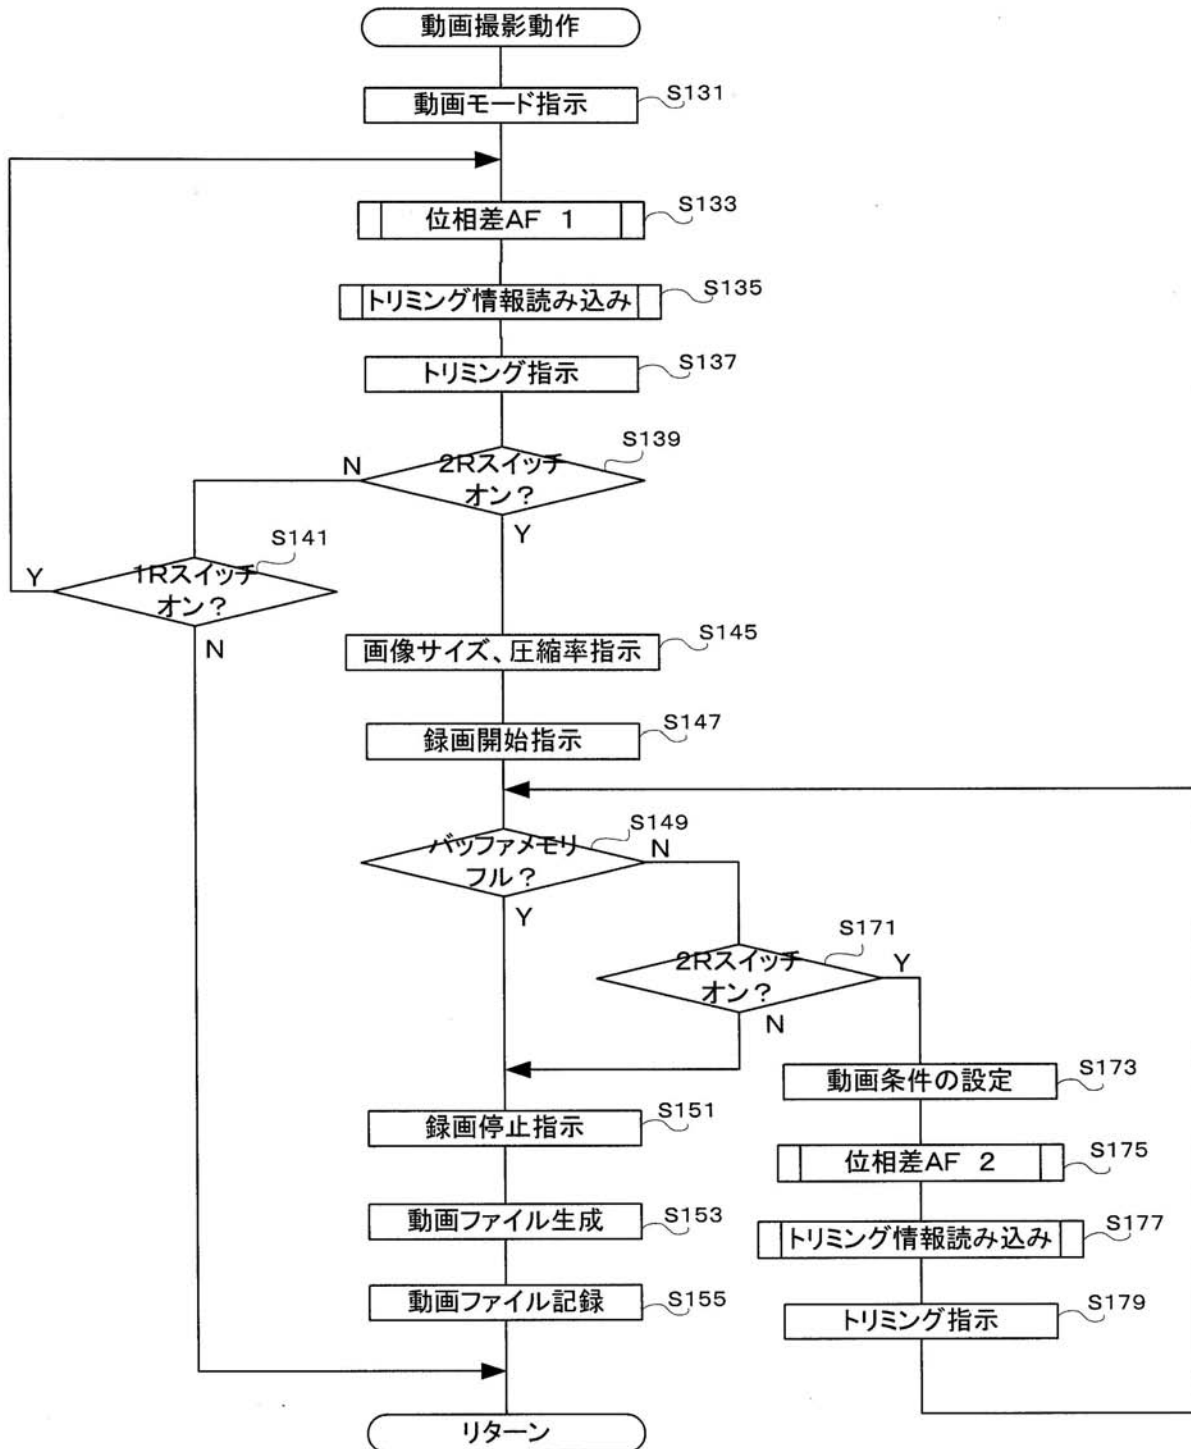 動画撮影動作
動画モード指示
S131
位相差AF 1
S133
トリミング情報読み込み
S135
トリミング指示
S137
2Rスイッチ
オン?
S139
N
Y
1Rスイッチ
オン?
S141
Y
N
画像サイズ、圧縮率指示
S145
録画開始指示
S147
バッファメモリ
フル?
S149
N
Y
2Rスイッチ
オン?
S171
Y
N
動画条件の設定
S173
位相差AF 2
S175
トリミング情報読み込み
S177
トリミング指示
S179
録画停止指示
S151
動画ファイル生成
S153
動画ファイル記録
S155
リターン